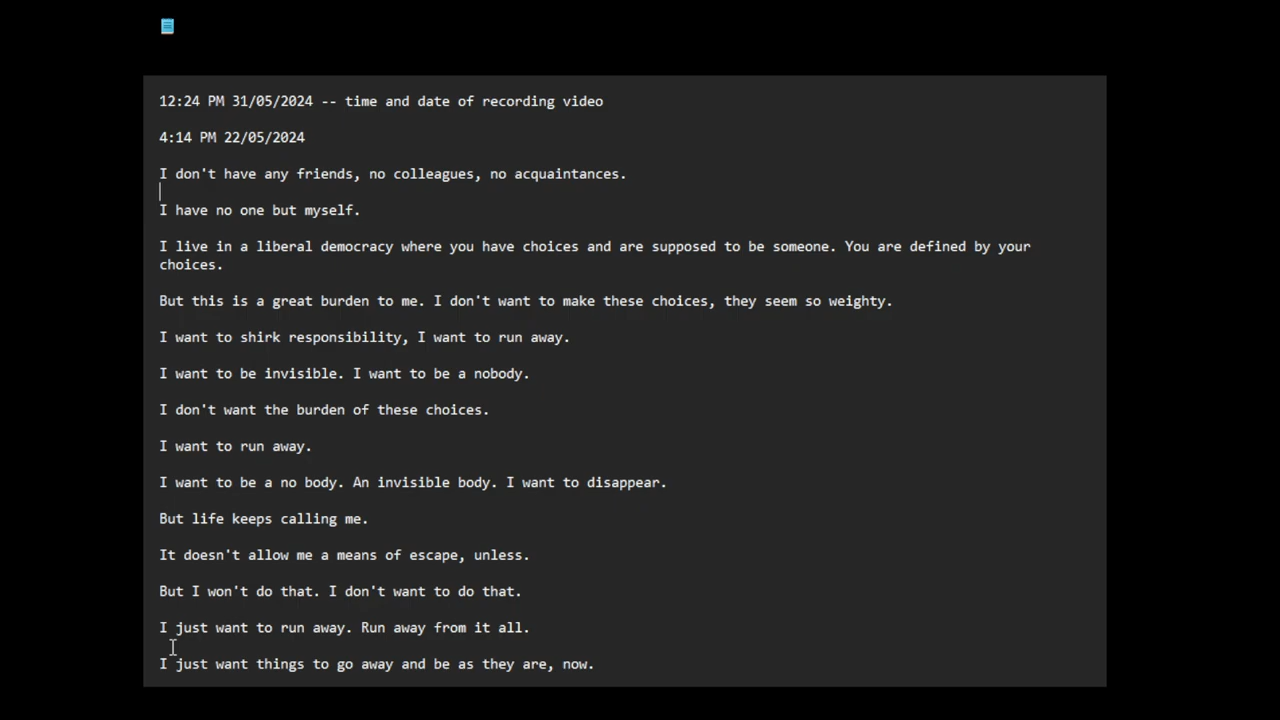 12:24 PM 31/05/2024 -- time and date of recording video
4:14 PM 22/05/2024
I don't have any friends, no colleagues, no acquaintances.
I have no one but myself.
I live in a liberal democracy where you have choices and are supposed to be someone. You are defined by your
choices.
But this is a great burden to me. I don't want to make these choices, they seem so weighty.
I want to shirk responsibility, I want to run away.
I want to be invisible. I want to be a nobody.
I don't want the burden of these choices.
I want to run away.
I want to be a no body. An invisible body. I want to disappear.
But life keeps calling me.
It doesn't allow me a means of escape, unless.
But I won't do that. I don't want to do that.
I just want to run away. Run away from it all.
I just want things to go away and be as they are, now.